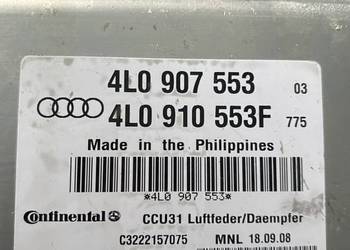 4L0 907 553 03
4L0 910 553F 775
Made in the Philippines
*4L0 907 553*
Continental CCU31 Luftfeder/Daempfer
C3222157075 MNL 18.09.08